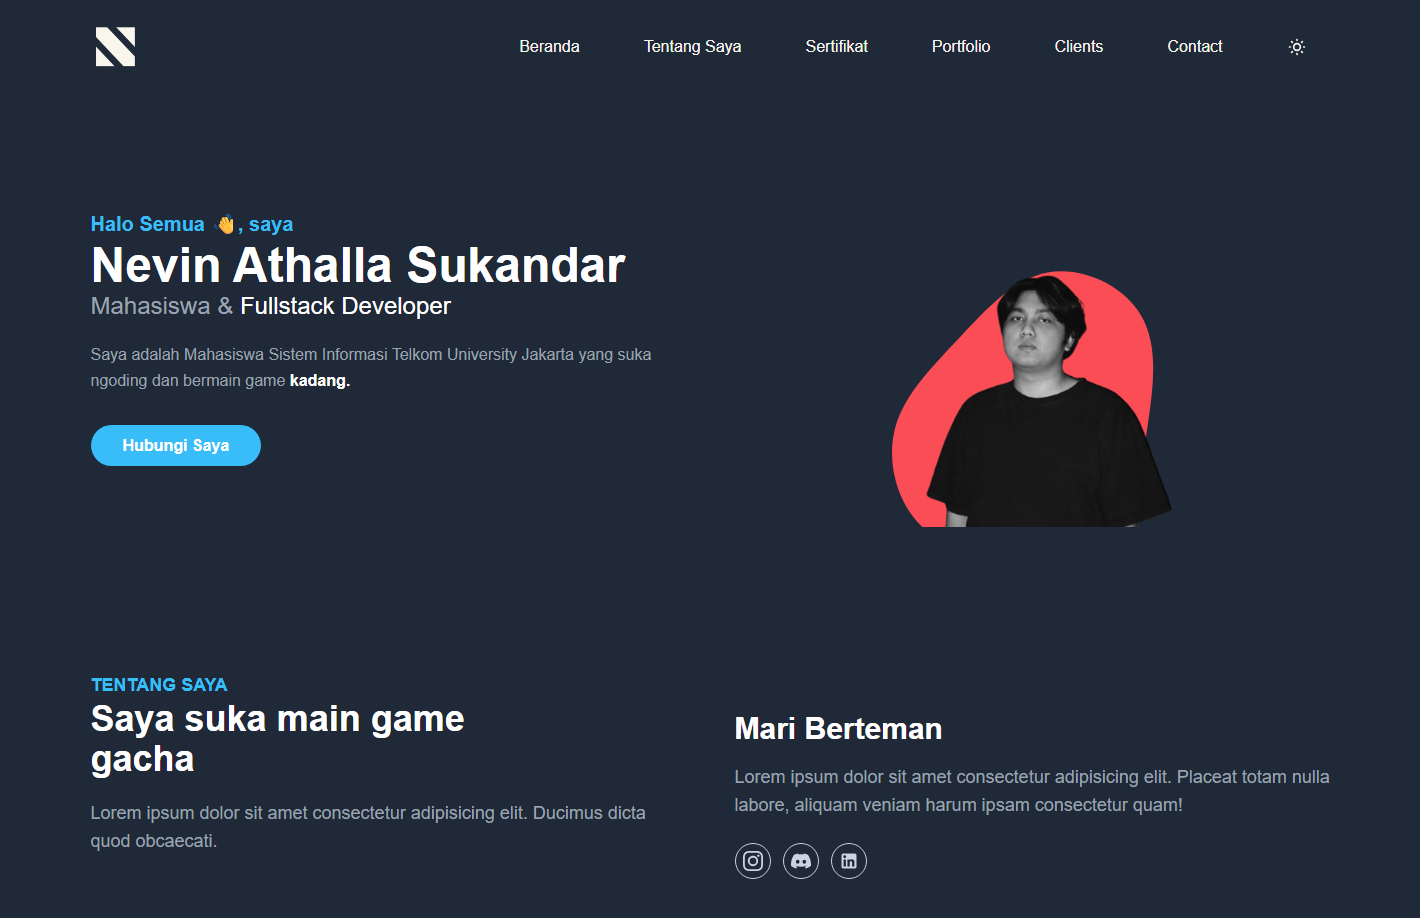 Beranda Tentang Saya Sertifikat Portfolio Clients Contact
Halo Semua 👋, saya
Nevin Athalla Sukandar
Mahasiswa & Fullstack Developer
Saya adalah Mahasiswa Sistem Informasi Telkom University Jakarta yang suka
ngoding dan bermain game kadang.
Hubungi Saya
TENTANG SAYA
Saya suka main game
gacha
Lorem ipsum dolor sit amet consectetur adipisicing elit. Ducimus dicta
quod obcaecati.
Mari Berteman
Lorem ipsum dolor sit amet consectetur adipisicing elit. Placeat totam nulla
labore, aliquam veniam harum ipsam consectetur quam!